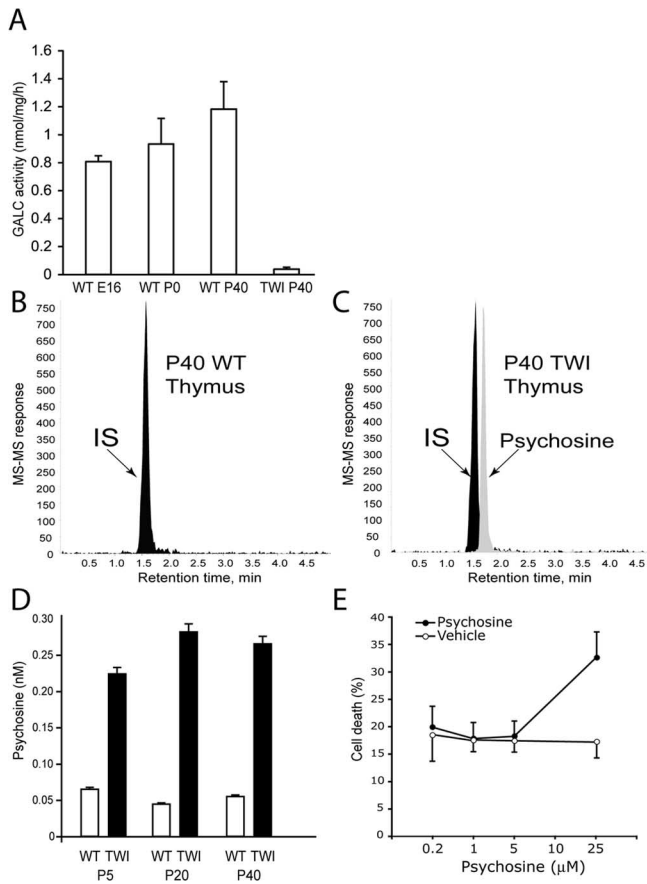 A
GALC activity (nmol/mg/h)
1.6
1.4
1.2
1
0.8
0.6
0.4
0.2
0
WT E16 WT P0 WT P40 TWI P40
B
MS-MS response
750
700
650
600
550
500
450
400
350
300
250
200
150
100
50
0
P40 WT
Thymus
IS
0.5 1.0 1.5 2.0 2.5 3.0 3.5 4.0 4.5
Retention time, min
C
MS-MS response
750
700
650
600
550
500
450
400
350
300
250
200
150
100
50
0
P40 TWI
Thymus
IS
Psychosine
0.5 1.0 1.5 2.0 2.5 3.0 3.5 4.0 4.5
Retention time, min
D
Psychosine (nM)
0.30
0.25
0.20
0.15
0.10
0.05
0
WT TWI WT TWI WT TWI
P5 P20 P40
E
Cell death (%)
40
35
30
25
20
15
10
5
0
Psychosine
Vehicle
0.2 1 5 10 25
Psychosine (μM)